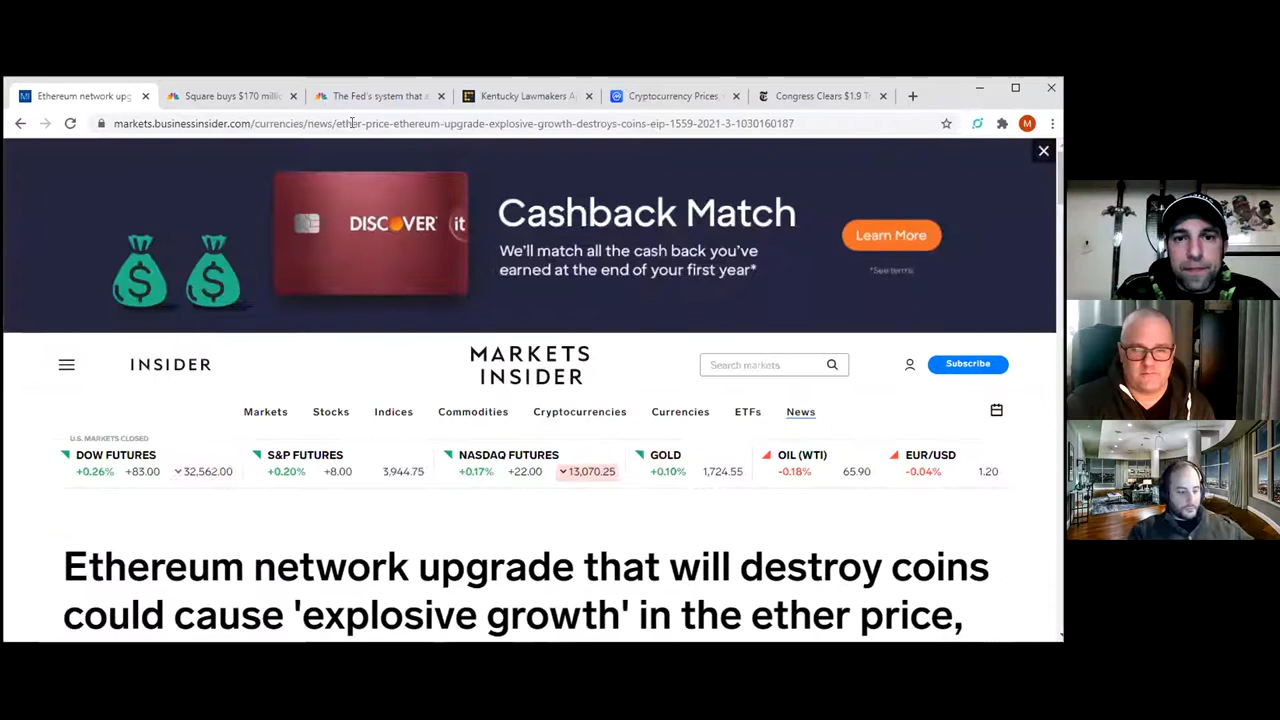 Ethereum network upg
Square buys $170 millic
The Fed's system that a
Kentucky Lawmakers A
Cryptocurrency Prices,
Congress Clears $1.9 Tr
markets.businessinsider.com/currencies/news/ether-price-ethereum-upgrade-explosive-growth-destroys-coins-eip-1559-2021-3-1030160187
M
DISCOVER it
Cashback Match
We'll match all the cash back you've
earned at the end of your first year*
Learn More
*See terms
INSIDER
MARKETS
INSIDER
Search markets
Subscribe
Markets Stocks Indices Commodities Cryptocurrencies Currencies ETFs News
U.S. MARKETS CLOSED
DOW FUTURES
+0.26% +83.00 32,562.00
S&P FUTURES
+0.20% +8.00 3,944.75
NASDAQ FUTURES
+0.17% +22.00 13,070.25
GOLD
+0.10% 1,724.55
OIL (WTI)
-0.18% 65.90
EUR/USD
-0.04% 1.20
Ethereum network upgrade that will destroy coins
could cause 'explosive growth' in the ether price,